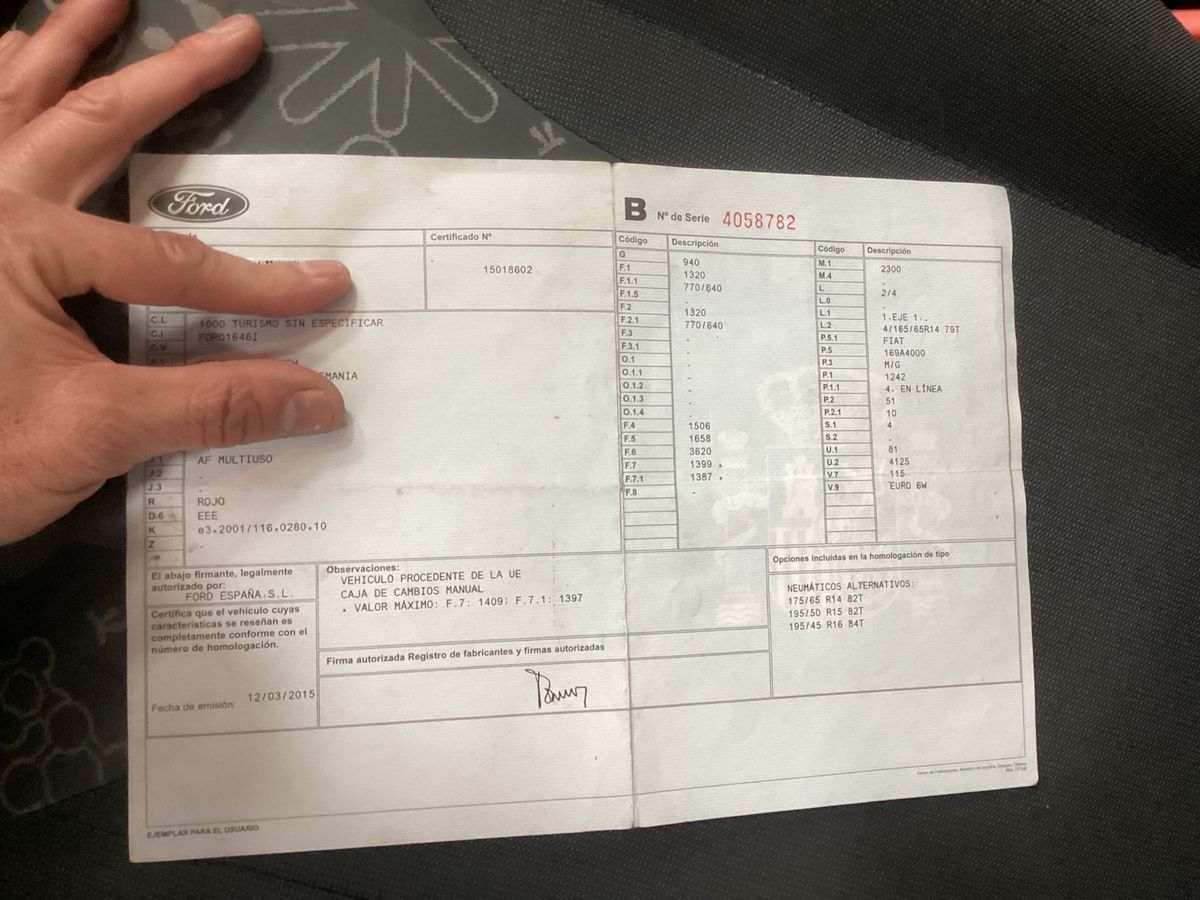 Ford
B Nº de Serie 4058782
Certificado Nº
15018602
C.L 1000 TURISMO SIN ESPECIFICAR
C.I FORD1646I
C.V
MANIA
J.1 AF MULTIUSO
J.2 -
J.3 -
R ROJO
D.6 EEE
K e3*2001/116*0280*10
Z -
El abajo firmante, legalmente
autorizado por:
FORD ESPAÑA,S.L.
Certifica que el vehículo cuyas
características se reseñan es
completamente conforme con el
número de homologación.
Fecha de emisión: 12/03/2015
Observaciones:
VEHICULO PROCEDENTE DE LA UE
CAJA DE CAMBIOS MANUAL
* VALOR MÁXIMO: F.7: 1409; F.7.1: 1397
Firma autorizada Registro de fabricantes y firmas autorizadas
EJEMPLAR PARA EL USUARIO
Código Descripción
G 940
F.1 1320
F.1.1 770/640
F.1.5
F.2 1320
F.2.1 770/640
F.3 -
F.3.1 -
O.1 -
O.1.1 -
O.1.2 -
O.1.3 -
O.1.4 -
F.4 1506
F.5 1658
F.6 3620
F.7 1399 *
F.7.1 1387 *
F.8 -
Código Descripción
M.1 2300
M.4 -
L 2/4
L.0 -
L.1 1.EJE 1.-
L.2 4/165/65R14 79T
P.5.1 FIAT
P.5 169A4000
P.3 M/G
P.1 1242
P.1.1 4, EN LÍNEA
P.2 51
P.2.1 10
S.1 4
S.2 -
U.1 81
U.2 4125
V.7 115
V.9 EURO 6W
Opciones incluidas en la homologación de tipo
NEUMÁTICOS ALTERNATIVOS:
175/65 R14 82T
195/50 R15 82T
195/45 R16 84T